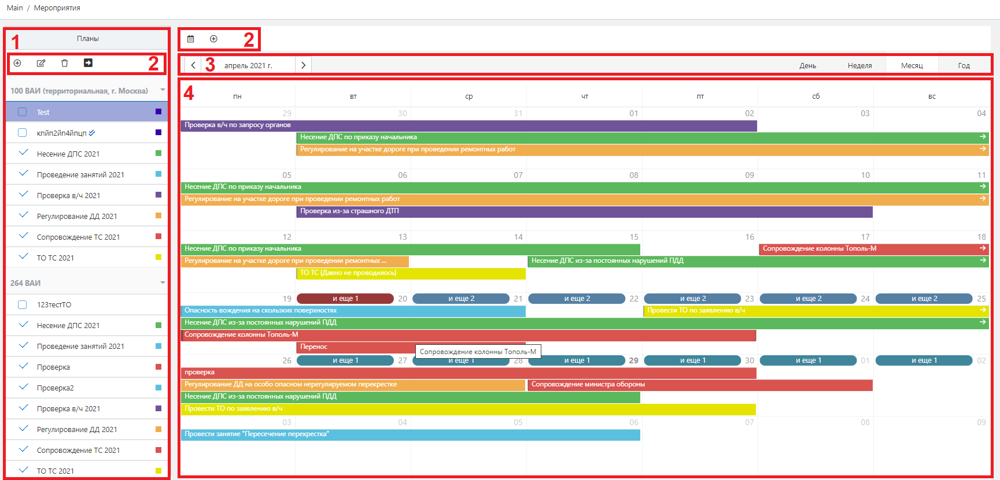 Main / Мероприятия
1
Планы
2
100 ВАИ (территориальная, г. Москва)
Test
кпйп2йп4йпцп
Несение ДПС 2021
Проведение занятий 2021
Проверка в/ч 2021
Регулирование ДД 2021
Сопровождение ТС 2021
ТО ТС 2021
264 ВАИ
123тестТО
Несение ДПС 2021
Проведение занятий 2021
Проверка
Проверка2
Проверка в/ч 2021
Регулирование ДД 2021
Сопровождение ТС 2021
ТО ТС 2021
2
3 апрель 2021 г. День Неделя Месяц Год
4 пн вт ср чт пт сб вс
29 30 31 01 02 03 04
Проверка в/ч по запросу органов
Несение ДПС по приказу начальника
Регулирование на участке дороге при проведении ремонтных работ
05 06 07 08 09 10 11
Несение ДПС по приказу начальника
Регулирование на участке дороге при проведении ремонтных работ
Проверка из-за страшного ДТП
12 13 14 15 16 17 18
Несение ДПС по приказу начальника Сопровождение колонны Тополь-М
Регулирование на участке дороге при проведении ремонтных ... Несение ДПС из-за постоянных нарушений ПДД
ТО ТС (Давно не проводилось)
19 и еще 1 20 и еще 2 21 и еще 2 22 и еще 2 23 и еще 2 24 и еще 2 25
Опасность вождения на скользких поверхностях Провести ТО по заявлению в/ч
Несение ДПС из-за постоянных нарушений ПДД
Сопровождение колонны Тополь-М
Перенос Сопровождение колонны Тополь-М
26 и еще 1 27 и еще 1 28 и еще 1 29 и еще 1 30 и еще 1 01 и еще 1 02
проверка
Регулирование ДД на особо опасном нерегулируемом перекрестке Сопровождение министра обороны
Несение ДПС из-за постоянных нарушений ПДД
Провести ТО по заявлению в/ч
03 04 05 06 07 08 09
Провести занятие "Пересечение перекрестка"